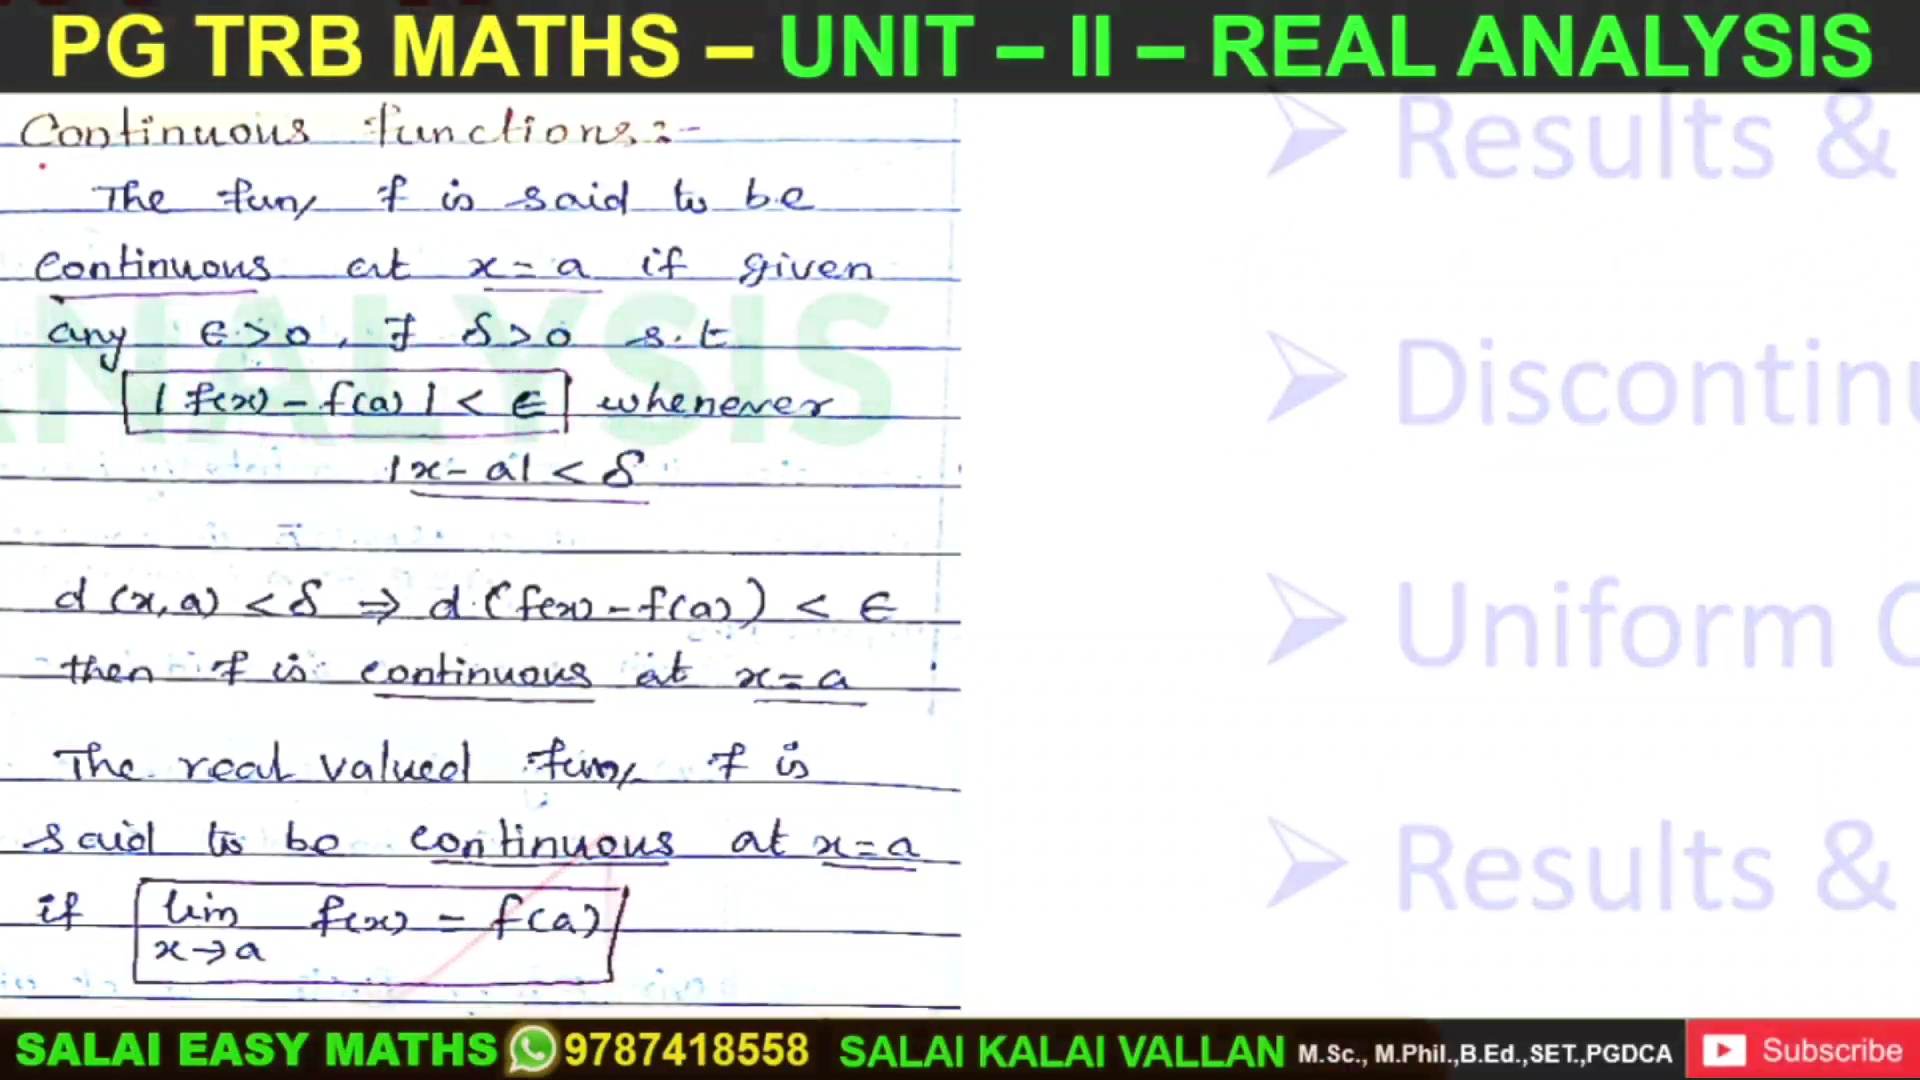 PG TRB MATHS – UNIT – II – REAL ANALYSIS
Continuous functions:-
The fun, f is said to be
continuous at x=a if given
any ϵ>0, ∃ δ>0 s.t
|f(x) – f(a)| < ϵ whenever
|x – a| < δ
d(x,a) < δ ⇒ d(f(x) – f(a)) < ϵ
then f is continuous at x=a
The real valued fun, f is
said to be continuous at x=a
if lim f(x) = f(a)
x→a
ANALYSIS
➢ Results &
➢ Discontinu
➢ Uniform C
➢ Results &
SALAI EASY MATHS 9787418558 SALAI KALAI VALLAN M.Sc., M.Phil.,B.Ed.,SET.,PGDCA Subscribe